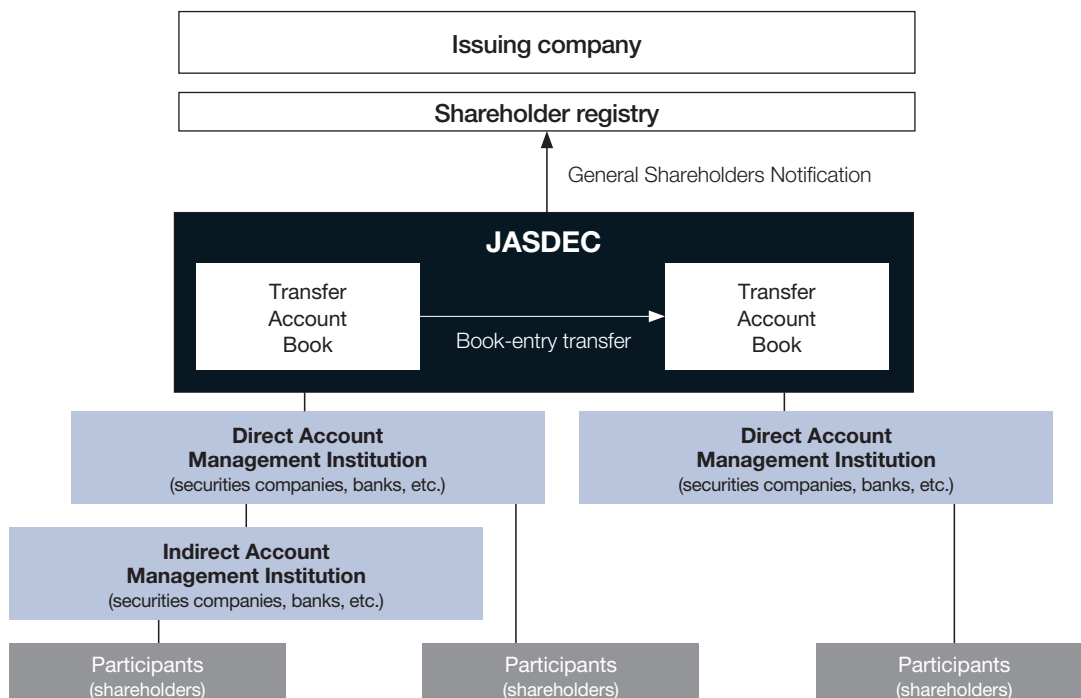 Issuing company
Shareholder registry
General Shareholders Notification
JASDEC
Transfer
Account
Book
Book-entry transfer
Transfer
Account
Book
Direct Account
Management Institution
(securities companies, banks, etc.)
Direct Account
Management Institution
(securities companies, banks, etc.)
Indirect Account
Management Institution
(securities companies, banks, etc.)
Participants
(shareholders)
Participants
(shareholders)
Participants
(shareholders)